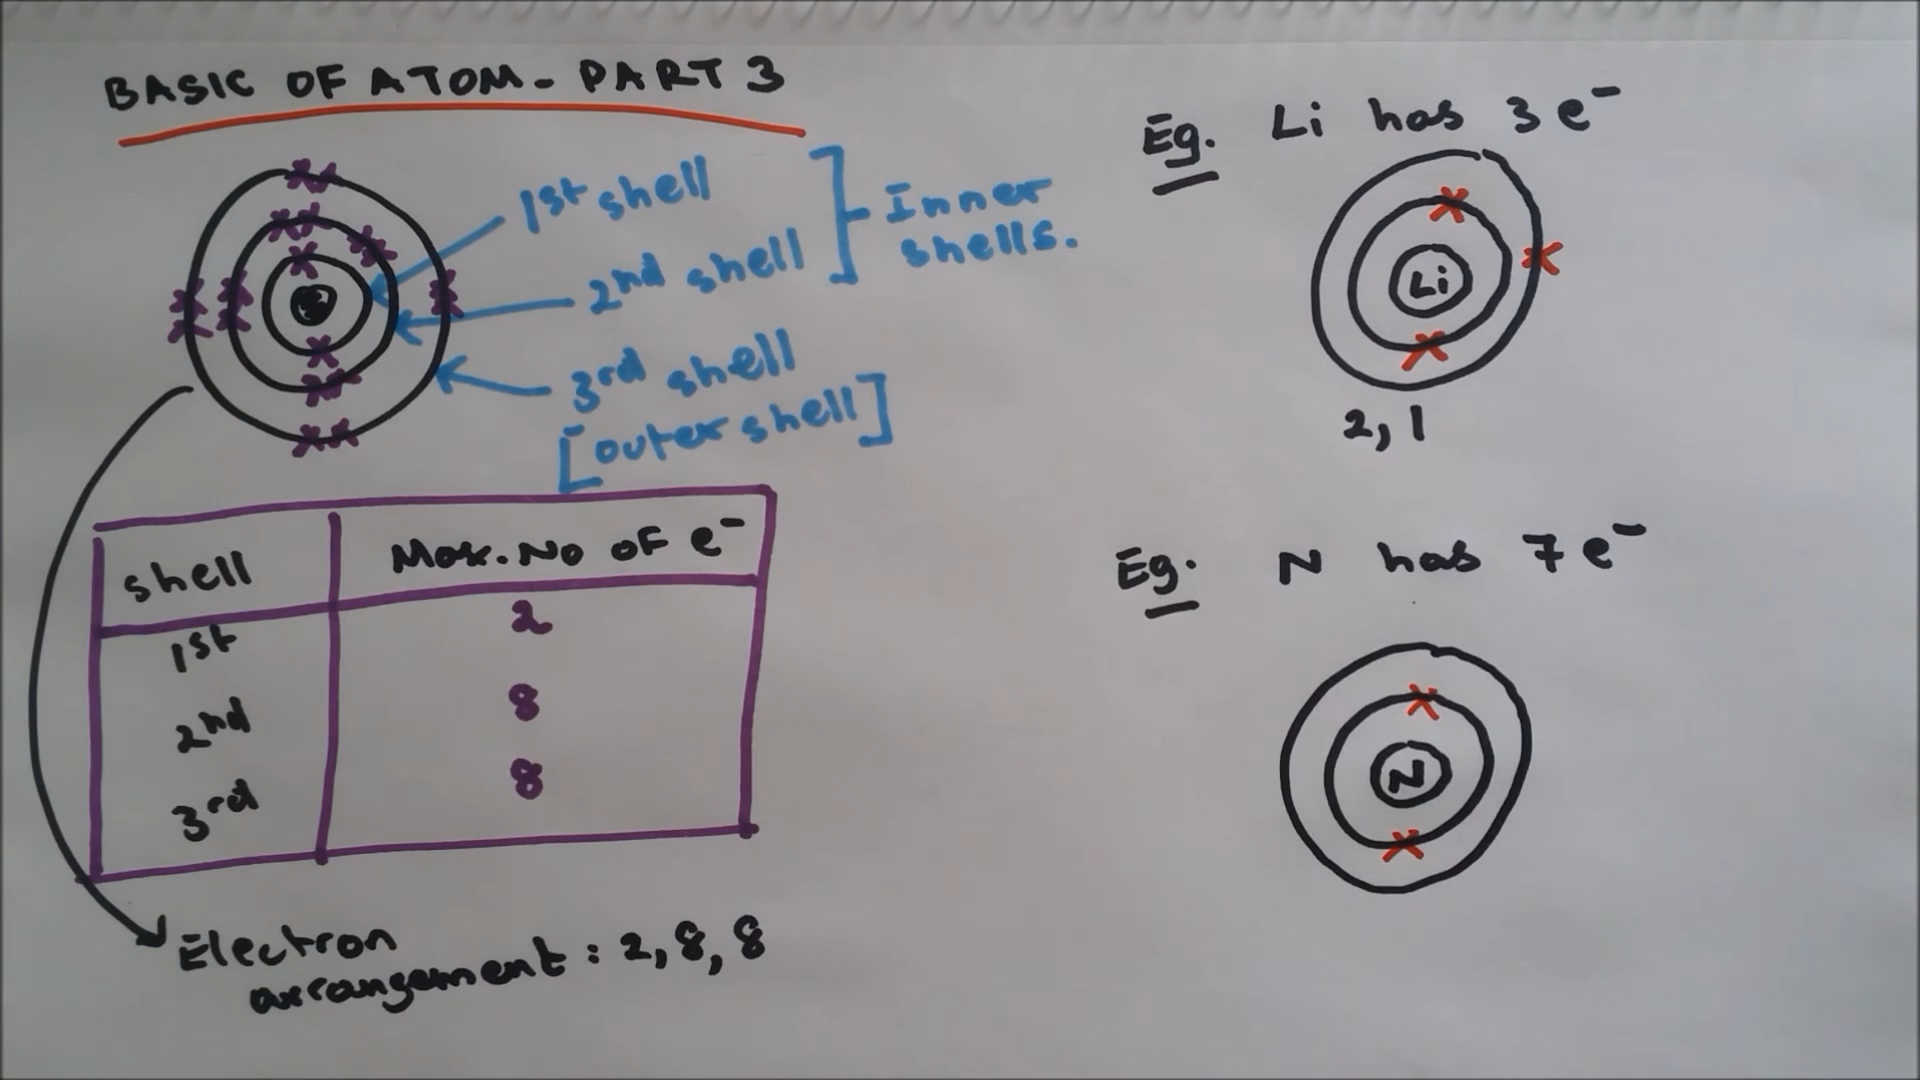 BASIC OF ATOM - PART 3
1st shell
2nd shell
Inner
shells.
3rd shell
[outer shell]
shell
Max. No of e⁻
1st
2
2nd
8
3rd
8
Electron
arrangement : 2, 8, 8
Eg. Li has 3 e⁻
Li
2, 1
Eg. N has 7 e⁻
N